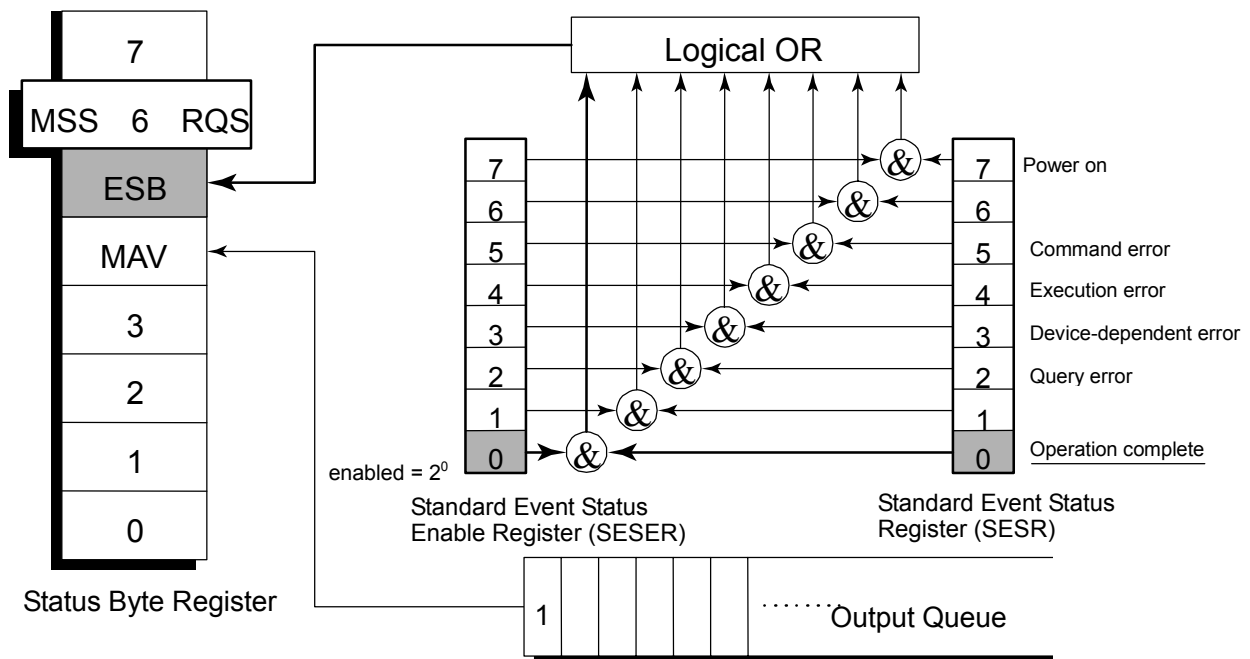 Logical OR
7
MSS 6 RQS
ESB
MAV
3
2
1
0
Status Byte Register
7
6
5
4
3
2
1
0
enabled = 2⁰
Standard Event Status
Enable Register (SESER)
&
&
&
&
&
&
&
&
7 Power on
6
5 Command error
4 Execution error
3 Device-dependent error
2 Query error
1
0 Operation complete
Standard Event Status
Register (SESR)
1 ........ Output Queue